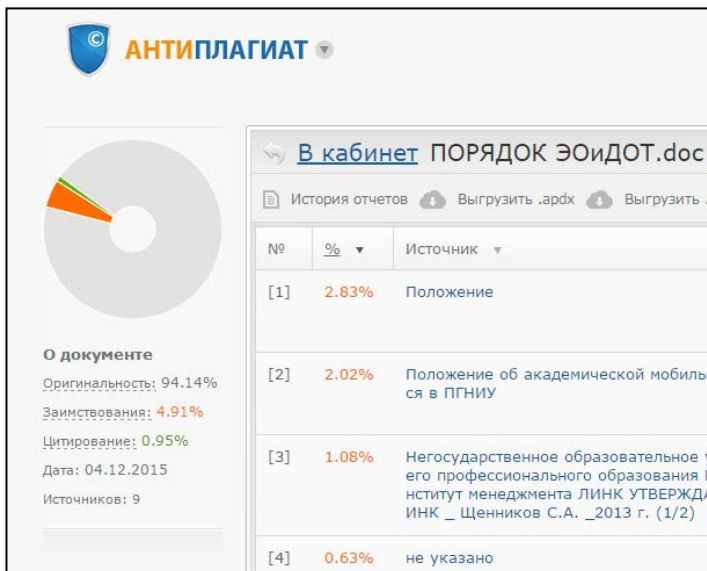 АНТИПЛАГИАТ
В кабинет ПОРЯДОК ЭОиДОТ.doc
История отчетов Выгрузить .apdx Выгрузить .
№ % Источник
[1] 2.83% Положение
[2] 2.02% Положение об академической мобиль
ся в ПГНИУ
[3] 1.08% Негосударственное образовательное
его профессионального образования
нститут менеджмента ЛИНК УТВЕРЖДА
ИНК _ Щенников С.А. _2013 г. (1/2)
[4] 0.63% не указано
О документе
Оригинальность: 94.14%
Заимствования: 4.91%
Цитирование: 0.95%
Дата: 04.12.2015
Источников: 9